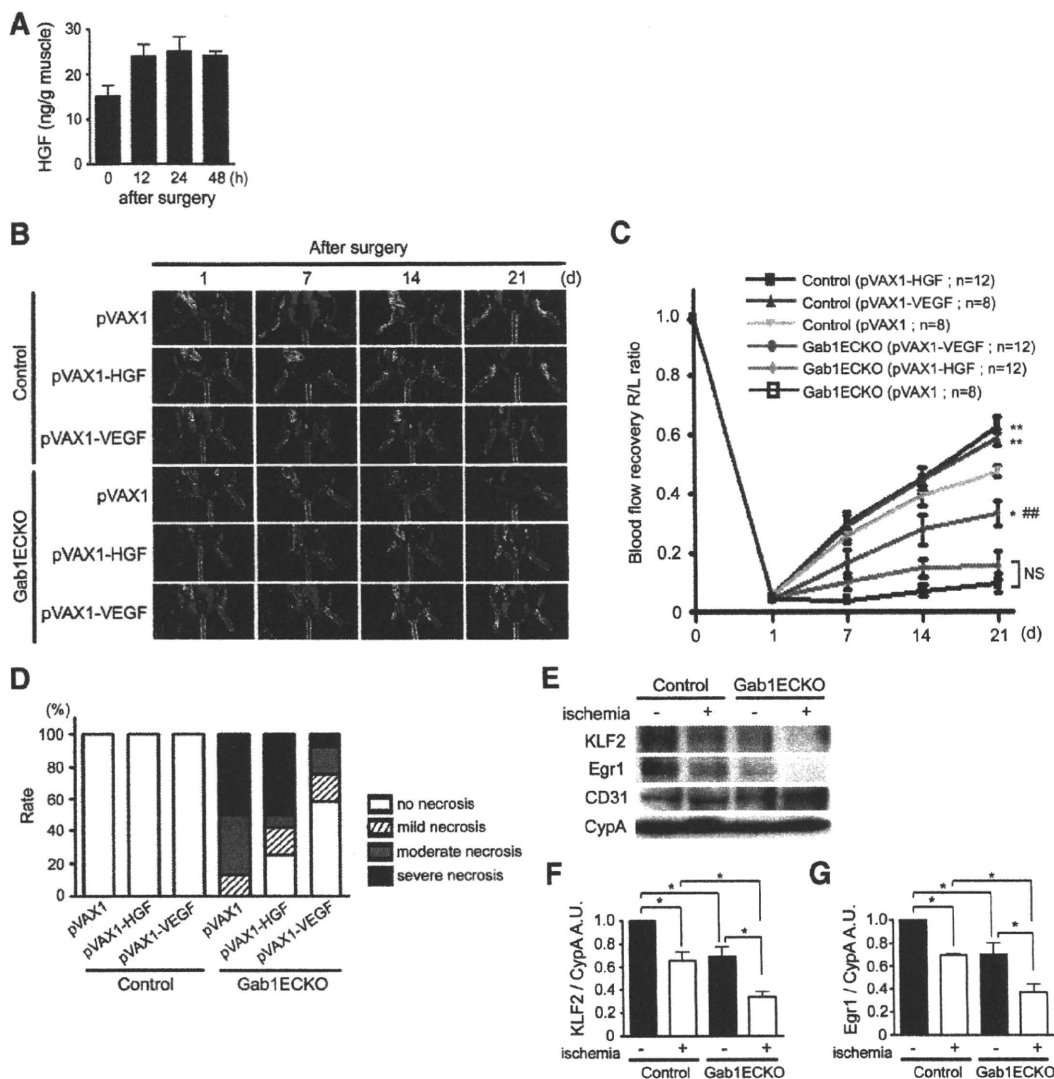 A
HGF (ng/g muscle)
30
20
10
0
0 12 24 48 (h)
after surgery
B
After surgery
1 7 14 21 (d)
Control
pVAX1
pVAX1-HGF
pVAX1-VEGF
Gab1ECKO
pVAX1
pVAX1-HGF
pVAX1-VEGF
C
Blood flow recovery R/L ratio
1.0
0.8
0.6
0.4
0.2
0
0 1 7 14 21 (d)
Control (pVAX1-HGF ; n=12)
Control (pVAX1-VEGF ; n=8)
Control (pVAX1 ; n=8)
Gab1ECKO (pVAX1-VEGF ; n=12)
Gab1ECKO (pVAX1-HGF ; n=12)
Gab1ECKO (pVAX1 ; n=8)
**
**
* ##
NS
D
(%)
Rate
100
80
60
40
20
0
pVAX1
pVAX1-HGF
pVAX1-VEGF
pVAX1
pVAX1-HGF
pVAX1-VEGF
Control Gab1ECKO
no necrosis
mild necrosis
moderate necrosis
severe necrosis
E
Control Gab1ECKO
ischemia - + - +
KLF2
Egr1
CD31
CypA
F
KLF2 / CypA A.U.
1.0
0.8
0.6
0.4
0.2
0
* * * *
ischemia - + - +
Control Gab1ECKO
G
Egr1 / CypA A.U.
1.0
0.8
0.6
0.4
0.2
0
* * * *
ischemia - + - +
Control Gab1ECKO